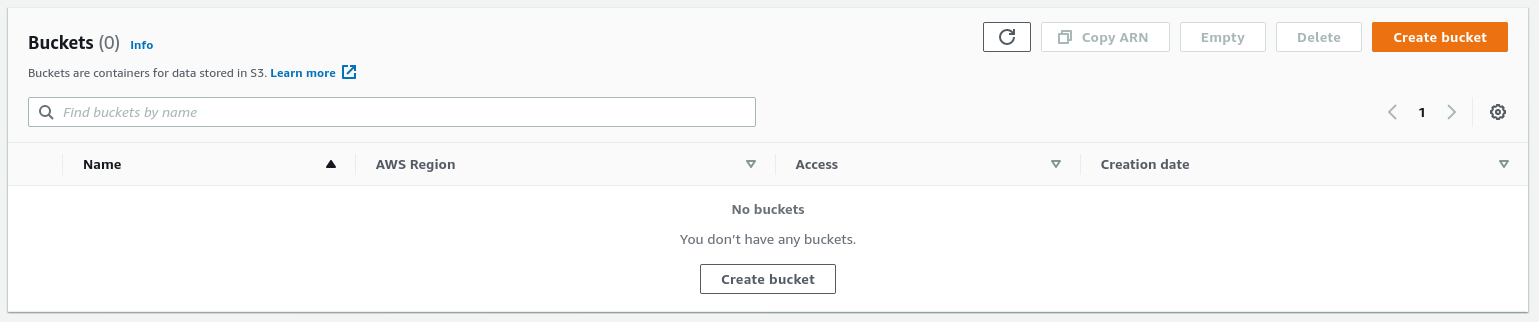 Buckets (0) Info
Copy ARN Empty Delete Create bucket
Buckets are containers for data stored in S3. Learn more
Find buckets by name
1
Name AWS Region Access Creation date
No buckets
You don't have any buckets.
Create bucket